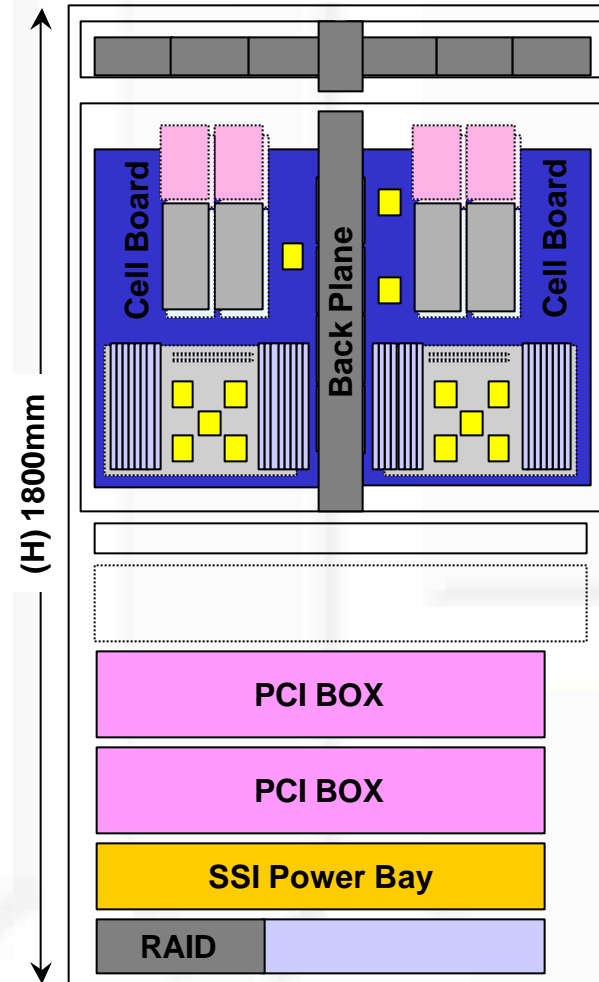 Cell Board
Back Plane
Cell Board
(H) 1800mm
PCI BOX
PCI BOX
SSI Power Bay
RAID